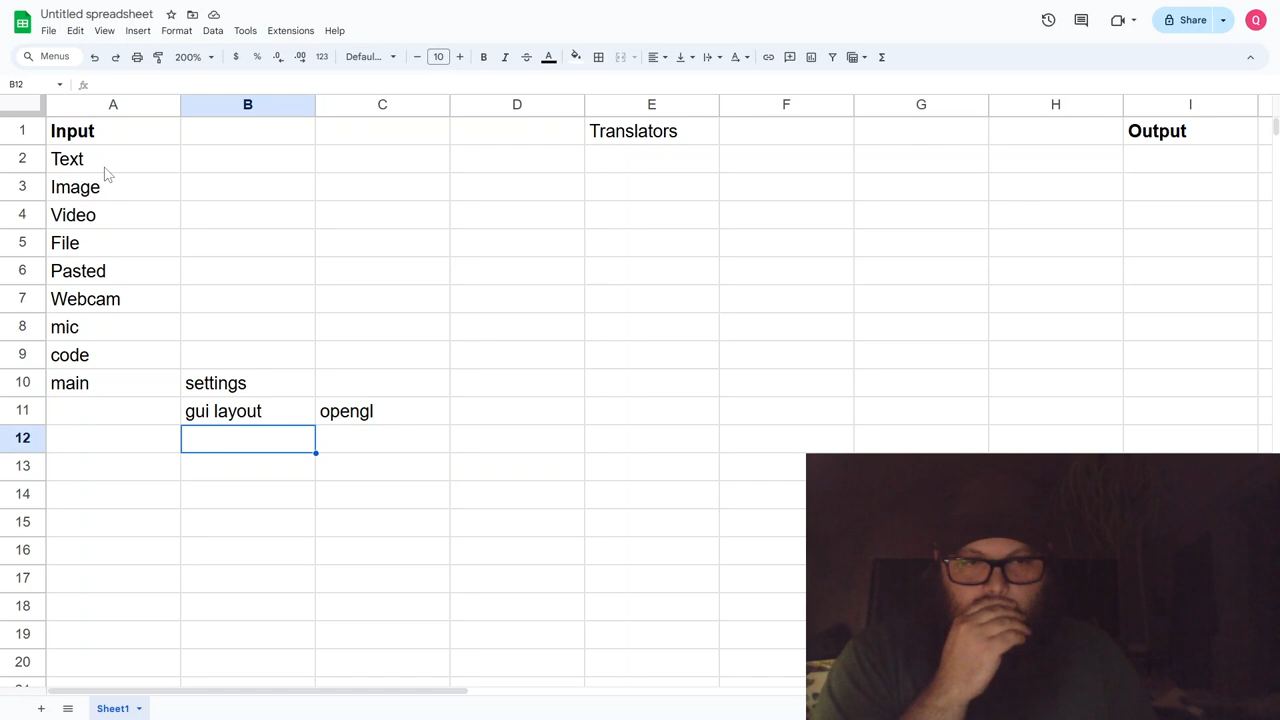 Untitled spreadsheet
File Edit View Insert Format Data Tools Extensions Help
Share
Q
Menus 200% $ % .0 .00 123 Defaul... 10 B I A
B12 fx
A B C D E F G H I
1 Input Translators Output
2 Text
3 Image
4 Video
5 File
6 Pasted
7 Webcam
8 mic
9 code
10 main settings
11 gui layout opengl
12
13
14
15
16
17
18
19
20
Sheet1